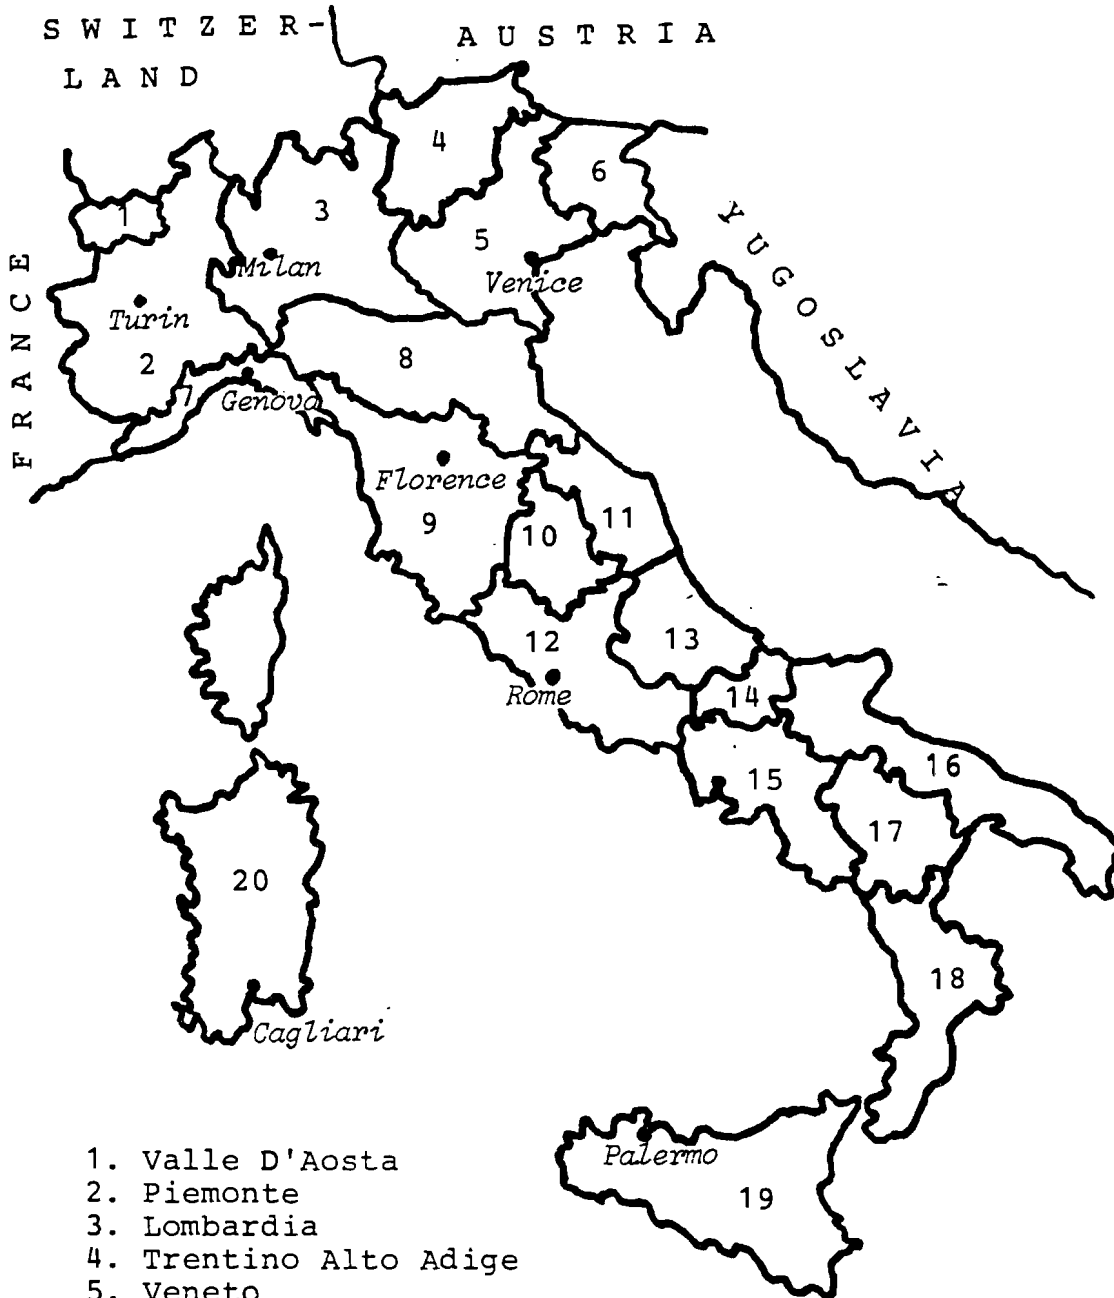 SWITZER-
LAND
AUSTRIA
FRANCE
YUGOSLAVIA
4
6
1
3
5
Milan
Venice
Turin
2
8
7
Genova
Florence
9
10
11
12
13
Rome
14
15
16
17
20
18
Cagliari
Palermo
19
1. Valle D'Aosta
2. Piemonte
3. Lombardia
4. Trentino Alto Adige
5. Veneto